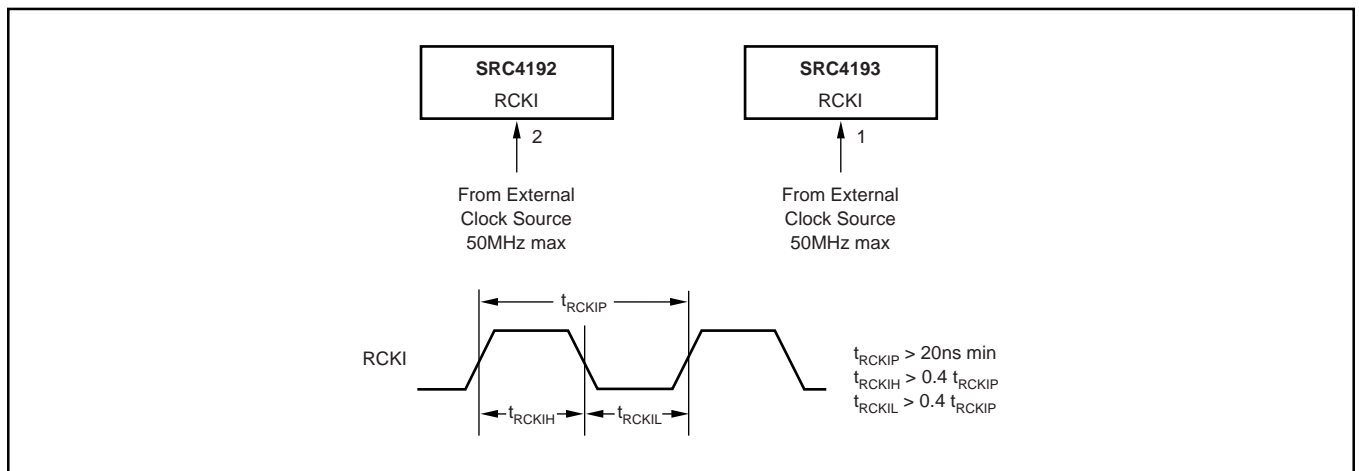 SRC4192
RCKI
2
From External
Clock Source
50MHz max
SRC4193
RCKI
1
From External
Clock Source
50MHz max
tRCKIP
RCKI
tRCKIH
tRCKIL
tRCKIP > 20ns min
tRCKIH > 0.4 tRCKIP
tRCKIL > 0.4 tRCKIP